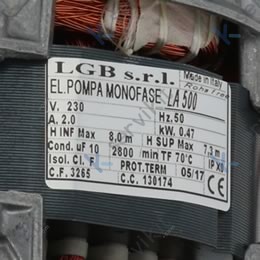 LGB s.r.l. Made in Italy
EL.POMPA MONOFASE LA 500
V. 230 Hz.50
A. 2.0 kW. 0.47
H INF Max 8,0 m H SUP Max 7,3 m
Cond. uF 10 2800 min TF 70°C
Isol. Cl. F PROT.TERM IP X0
C.F. 3265 C.C. 130174 05/17